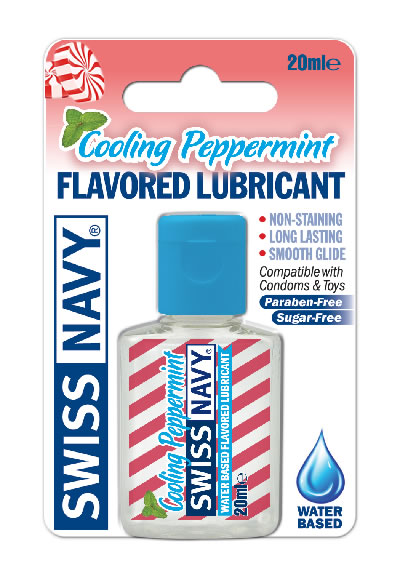 20ml℮
Cooling Peppermint
FLAVORED LUBRICANT
SWISS NAVY®
• NON-STAINING
• LONG LASTING
• SMOOTH GLIDE
Compatible with
Condoms & Toys
Paraben-Free
Sugar-Free
Cooling Peppermint
SWISS NAVY®
WATER BASED FLAVORED LUBRICANT
20ml℮
WATER
BASED